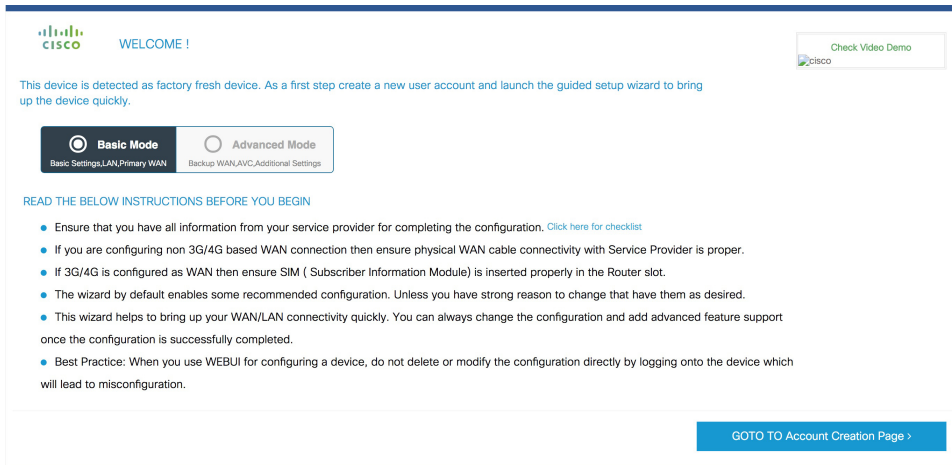 CISCO
WELCOME !
Check Video Demo
cisco
This device is detected as factory fresh device. As a first step create a new user account and launch the guided setup wizard to bring
up the device quickly.
Basic Mode
Basic Settings,LAN,Primary WAN
Advanced Mode
Backup WAN,AVC,Additional Settings
READ THE BELOW INSTRUCTIONS BEFORE YOU BEGIN
Ensure that you have all information from your service provider for completing the configuration. Click here for checklist
If you are configuring non 3G/4G based WAN connection then ensure physical WAN cable connectivity with Service Provider is proper.
If 3G/4G is configured as WAN then ensure SIM ( Subscriber Information Module) is inserted properly in the Router slot.
The wizard by default enables some recommended configuration. Unless you have strong reason to change that have them as desired.
This wizard helps to bring up your WAN/LAN connectivity quickly. You can always change the configuration and add advanced feature support
once the configuration is successfully completed.
Best Practice: When you use WEBUI for configuring a device, do not delete or modify the configuration directly by logging onto the device which
will lead to misconfiguration.
GOTO TO Account Creation Page >